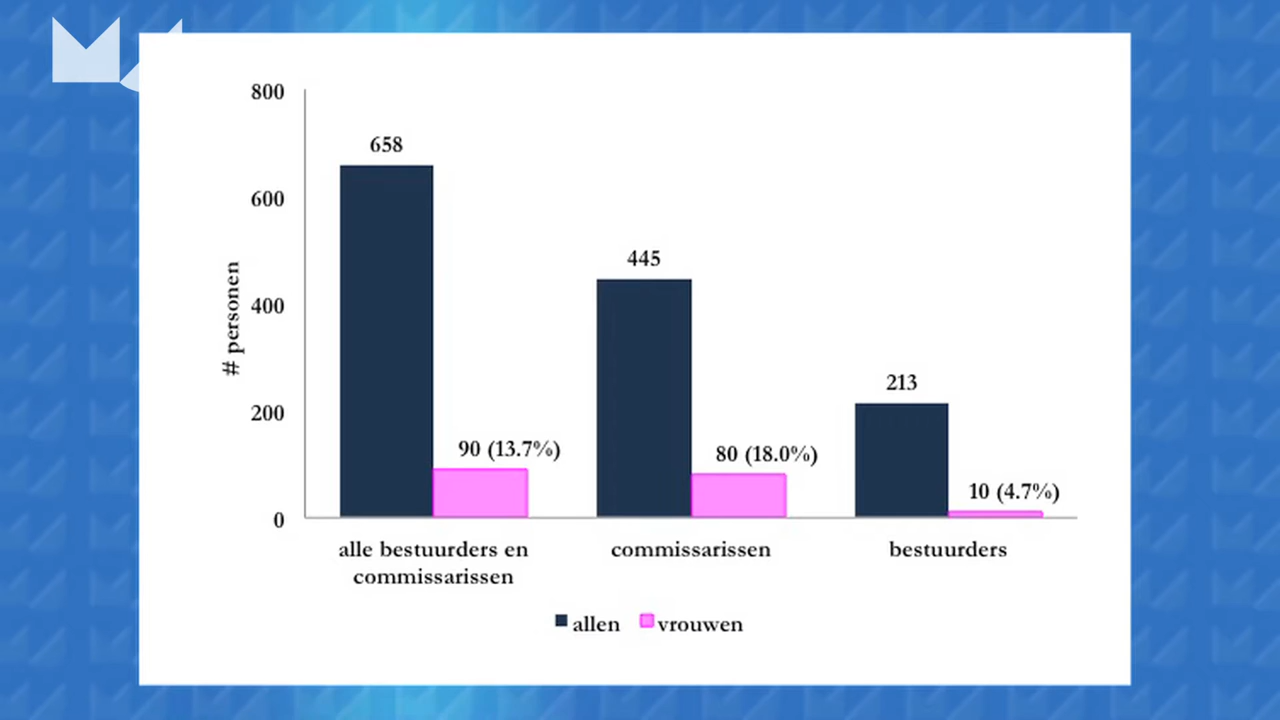 800
600
400
200
0
# personen
658
90 (13.7%)
445
80 (18.0%)
213
10 (4.7%)
alle bestuurders en
commissarissen
commissarissen
bestuurders
allen vrouwen